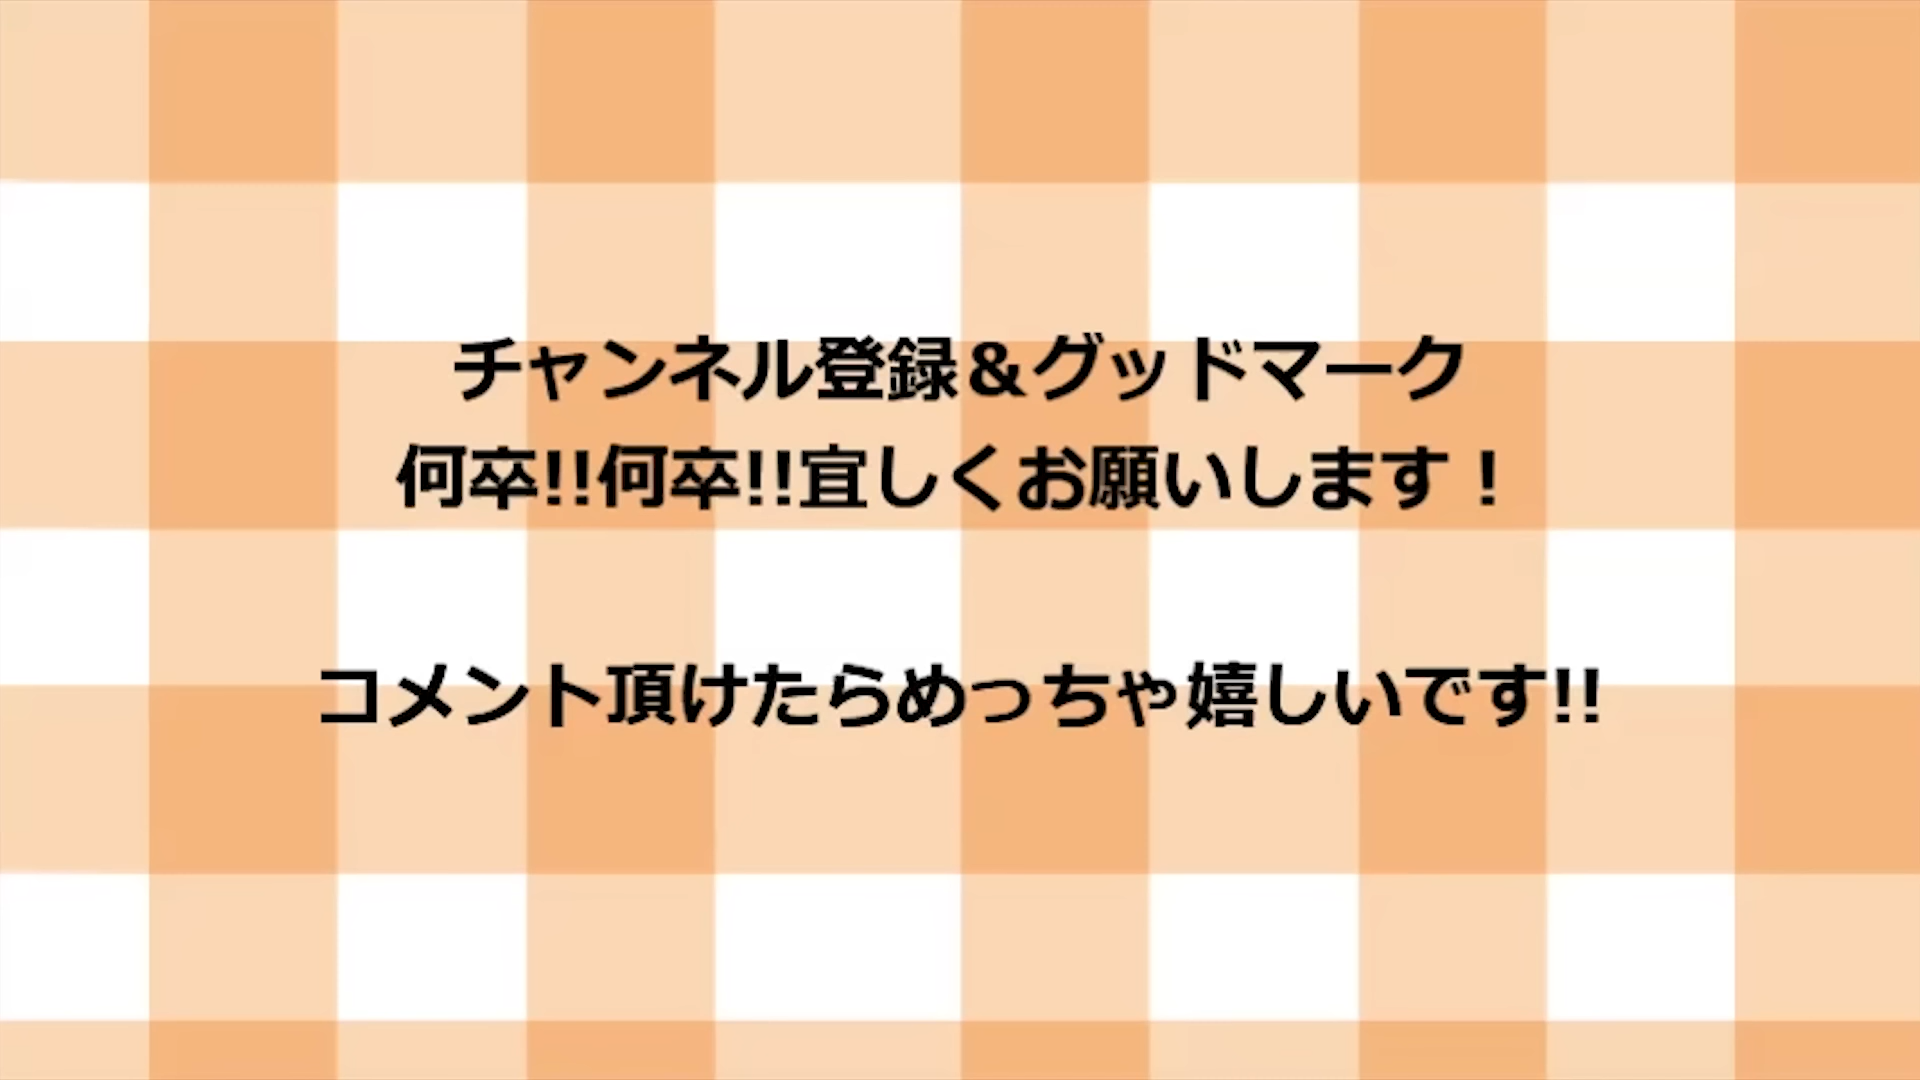 チャンネル登録＆グッドマーク
何卒!!何卒!!宜しくお願いします！
コメント頂けたらめっちゃ嬉しいです!!